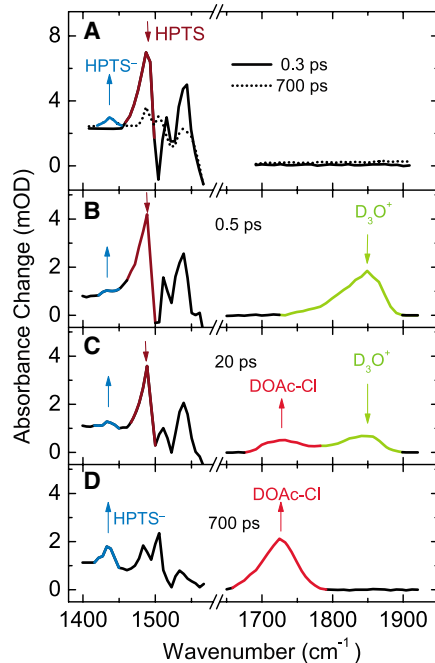 A
HPTS
HPTS⁻
0.3 ps
700 ps
4
0
B
0.5 ps
D₃O⁺
4
2
0
C
20 ps
D₃O⁺
DOAc-Cl
4
2
0
D
HPTS⁻
700 ps
DOAc-Cl
4
2
0
8
Absorbance Change (mOD)
1400 1500 1700 1800 1900
Wavenumber (cm⁻¹)